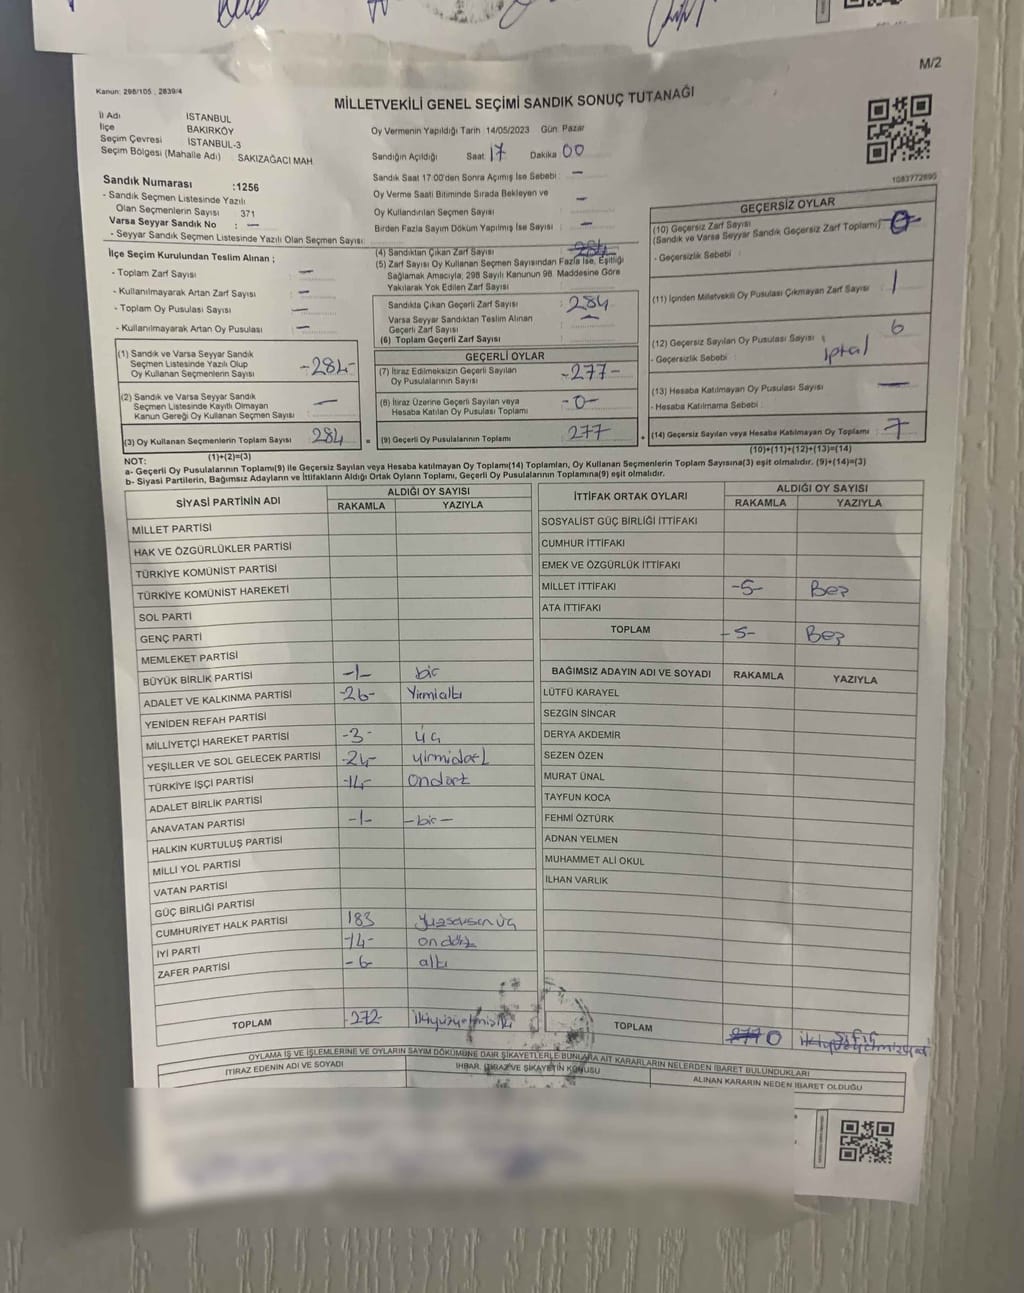 M/2
Kanun: 298/105 , 2839/4
MİLLETVEKİLİ GENEL SEÇİMİ SANDIK SONUÇ TUTANAĞI
İl Adı İSTANBUL
İlçe BAKIRKÖY
Seçim Çevresi İSTANBUL-3
Seçim Bölgesi (Mahalle Adı) SAKIZAĞACI MAH
Sandık Numarası :1256
- Sandık Seçmen Listesinde Yazılı
Olan Seçmenlerin Sayısı 371
Varsa Seyyar Sandık No : —
- Seyyar Sandık Seçmen Listesinde Yazılı Olan Seçmen Sayısı:
Oy Vermenin Yapıldığı Tarih 14/05/2023 Gün Pazar
Sandığın Açıldığı Saat 17 Dakika 00
Sandık Saat 17:00'den Sonra Açılmış İse Sebebi : —
Oy Verme Saati Bitiminde Sırada Bekleyen ve
Oy Kullandırılan Seçmen Sayısı : —
Birden Fazla Sayım Döküm Yapılmış İse Sayısı : —
1083772890
İlçe Seçim Kurulundan Teslim Alınan ;
- Toplam Zarf Sayısı : —
- Kullanılmayarak Artan Zarf Sayısı : —
- Toplam Oy Pusulası Sayısı : —
- Kullanılmayarak Artan Oy Pusulası : —
(1) Sandık ve Varsa Seyyar Sandık
Seçmen Listesinde Yazılı Olup
Oy Kullanan Seçmenlerin Sayısı -284-
(2) Sandık ve Varsa Seyyar Sandık
Seçmen Listesinde Kayıtlı Olmayan
Kanun Gereği Oy Kullanan Seçmen Sayısı —
(3) Oy Kullanan Seçmenlerin Toplam Sayısı 284
(1)+(2)=(3)
(4) Sandıktan Çıkan Zarf Sayısı : 284
(5) Zarf Sayısı Oy Kullanan Seçmen Sayısından Fazla İse, Eşitliği
Sağlamak Amacıyla, 298 Sayılı Kanunun 98. Maddesine Göre
Yakılarak Yok Edilen Zarf Sayısı :
Sandıkta Çıkan Geçerli Zarf Sayısı : 284
Varsa Seyyar Sandıktan Teslim Alınan
Geçerli Zarf Sayısı : —
(6) Toplam Geçerli Zarf Sayısı :
GEÇERLİ OYLAR
(7) İtiraz Edilmeksizin Geçerli Sayılan
Oy Pusulalarının Sayısı : -277-
(8) İtiraz Üzerine Geçerli Sayılan veya
Hesaba Katılan Oy Pusulası Toplamı : -0-
= (9) Geçerli Oy Pusulalarının Toplamı 277
GEÇERSİZ OYLAR
(10) Geçersiz Zarf Sayısı
(Sandık ve Varsa Seyyar Sandık Geçersiz Zarf Toplamı) : 0
- Geçersizlik Sebebi :
(11) İçinden Milletvekili Oy Pusulası Çıkmayan Zarf Sayısı : 1
(12) Geçersiz Sayılan Oy Pusulası Sayısı : 6
- Geçersizlik Sebebi : iptal
(13) Hesaba Katılmayan Oy Pusulası Sayısı : —
- Hesaba Katılmama Sebebi :
+ (14) Geçersiz Sayılan veya Hesaba Katılmayan Oy Toplamı : 7
(10)+(11)+(12)+(13)=(14)
NOT:
a- Geçerli Oy Pusulalarının Toplamı(9) ile Geçersiz Sayılan veya Hesaba katılmayan Oy Toplamı(14) Toplamları, Oy Kullanan Seçmenlerin Toplam Sayısına(3) eşit olmalıdır. (9)+(14)=(3)
b- Siyasi Partilerin, Bağımsız Adayların ve İttifakların Aldığı Ortak Oyların Toplamı, Geçerli Oy Pusulalarının Toplamına(9) eşit olmalıdır.
SİYASİ PARTİNİN ADI ALDIĞI OY SAYISI
RAKAMLA YAZIYLA
MİLLET PARTİSİ
HAK VE ÖZGÜRLÜKLER PARTİSİ
TÜRKİYE KOMÜNİST PARTİSİ
TÜRKİYE KOMÜNİST HAREKETİ
SOL PARTİ
GENÇ PARTİ
MEMLEKET PARTİSİ
BÜYÜK BİRLİK PARTİSİ -1- bir
ADALET VE KALKINMA PARTİSİ -26- Yirmialtı
YENİDEN REFAH PARTİSİ
MİLLİYETÇİ HAREKET PARTİSİ -3- üç
YEŞİLLER VE SOL GELECEK PARTİSİ -24- yirmidört
TÜRKİYE İŞÇİ PARTİSİ -14- Ondört
ADALET BİRLİK PARTİSİ
ANAVATAN PARTİSİ -1- -bir-
HALKIN KURTULUŞ PARTİSİ
MİLLİ YOL PARTİSİ
VATAN PARTİSİ
GÜÇ BİRLİĞİ PARTİSİ
CUMHURİYET HALK PARTİSİ 183 Yüzseksenüç
İYİ PARTİ -14- ondört
ZAFER PARTİSİ -6- altı
TOPLAM -272- ikiyüzyetmişiki
İTTİFAK ORTAK OYLARI ALDIĞI OY SAYISI
RAKAMLA YAZIYLA
SOSYALİST GÜÇ BİRLİĞİ İTTİFAKI
CUMHUR İTTİFAKI
EMEK VE ÖZGÜRLÜK İTTİFAKI
MİLLET İTTİFAKI -5- Beş
ATA İTTİFAKI
TOPLAM -5- Beş
BAĞIMSIZ ADAYIN ADI VE SOYADI RAKAMLA YAZIYLA
LÜTFÜ KARAYEL
SEZGİN SİNCAR
DERYA AKDEMİR
SEZEN ÖZEN
MURAT ÜNAL
TAYFUN KOCA
FEHMİ ÖZTÜRK
ADNAN YELMEN
MUHAMMET ALİ OKUL
İLHAN VARLIK
TOPLAM 277 0 sıfır
OYLAMA İŞ VE İŞLEMLERİNE VE OYLARIN SAYIM DÖKÜMÜNE DAİR ŞİKAYETLERLE BUNLARA AİT KARARLARIN NELERDEN İBARET BULUNDUKLARI
İTİRAZ EDENİN ADI VE SOYADI İHBAR, İTİRAZ VE ŞİKAYETİN KONUSU ALINAN KARARIN NEDEN İBARET OLDUĞU